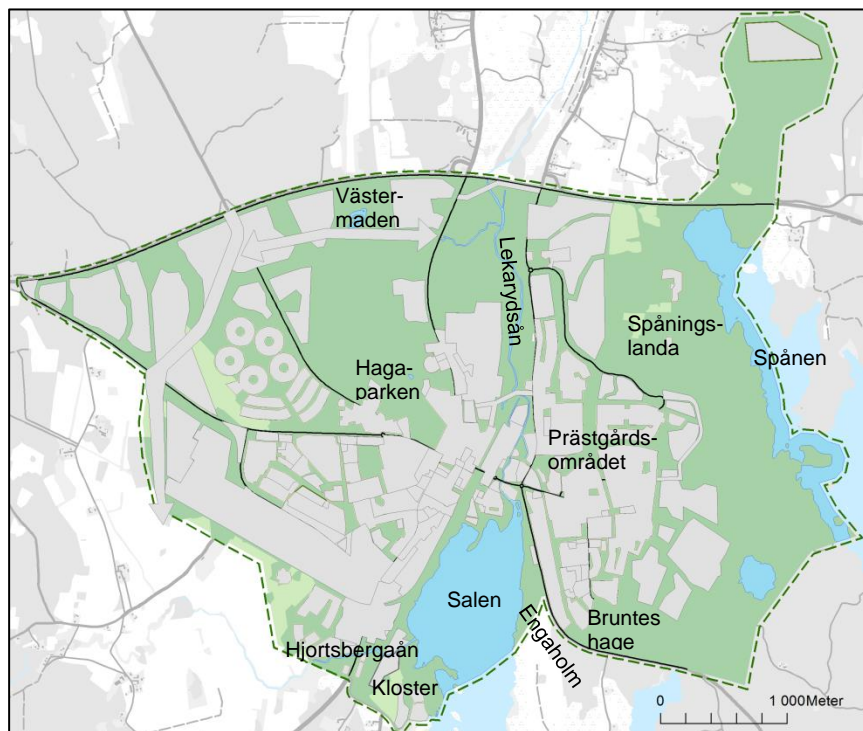 Väster-
maden
Lekarydsån
Spånings-
landa
Spånen
Haga-
parken
Prästgårds-
området
Salen
Engaholm
Bruntes
hage
Hjortsbergaån
Kloster
0 1 000Meter